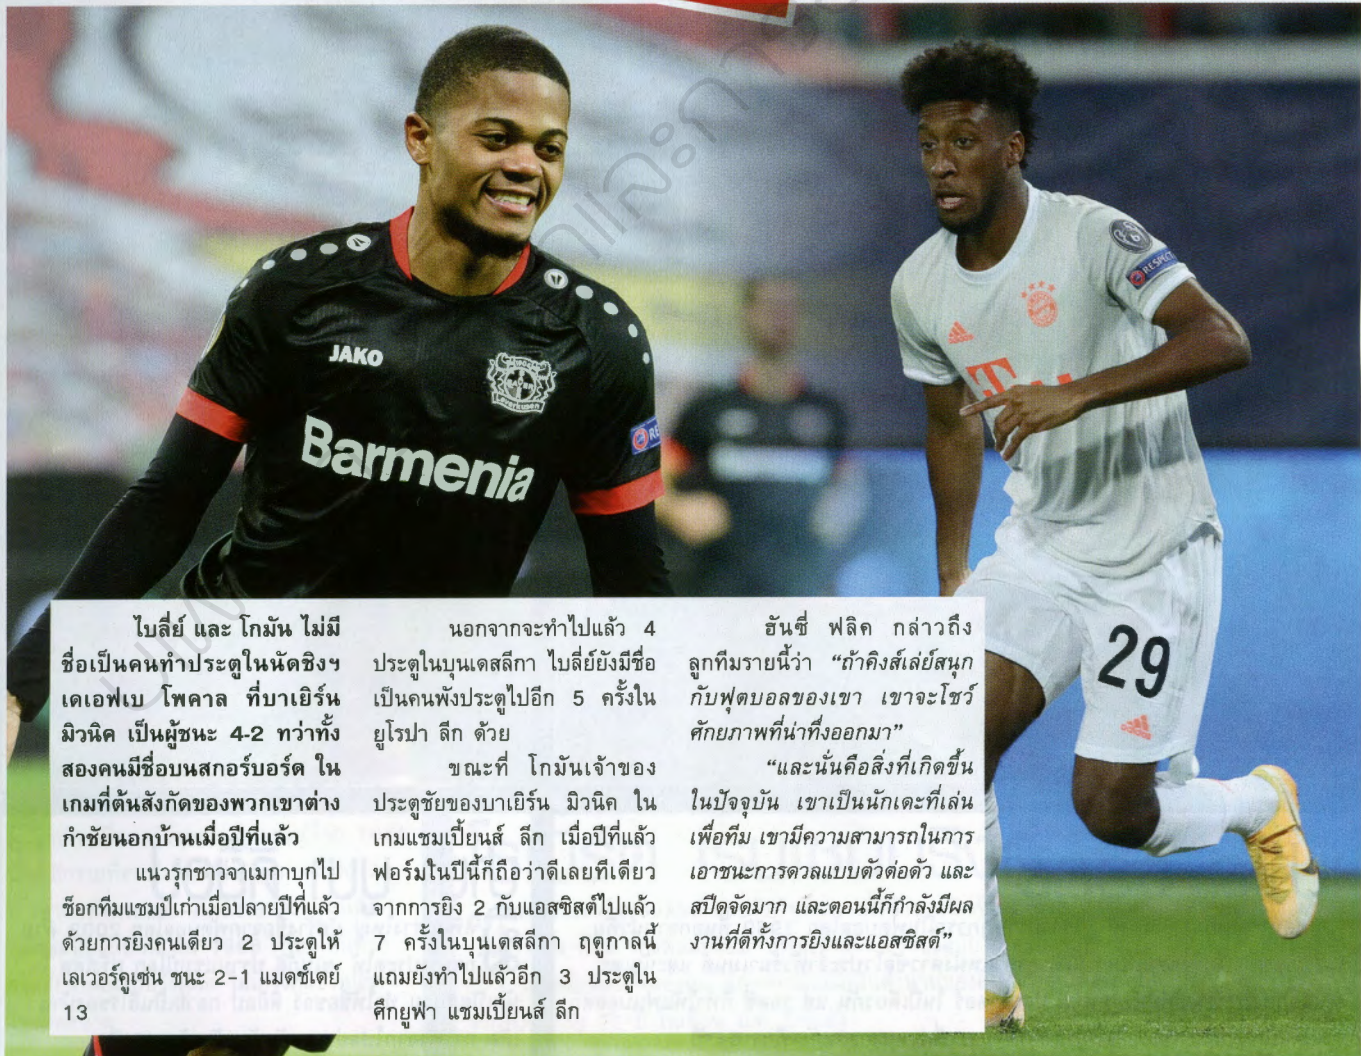 JAKO
Barmenia
RESPECT
29
ไบลี่ย์ และ โกมัน ไม่มี
ชื่อเป็นคนทำประตูในนัดชิงฯ
เดเอฟเบ โพคาล ที่บาเยิร์น
มิวนิค เป็นผู้ชนะ 4-2 ทว่าทั้ง
สองคนมีชื่อบนสกอร์บอร์ด ใน
เกมที่ต้นสังกัดของพวกเขาต่าง
กำชัยนอกบ้านเมื่อปีที่แล้ว
แนวรุกชาวจาเมกาบุกไป
ช็อกทีมแชมป์เก่าเมื่อปลายปีที่แล้ว
ด้วยการยิงคนเดียว 2 ประตูให้
เลเวอร์คูเซ่น ชนะ 2-1 แมตช์เดย์
13
นอกจากจะทำไปแล้ว 4
ประตูในบุนเดสลีกา ไบลี่ย์ยังมีชื่อ
เป็นคนพังประตูไปอีก 5 ครั้งใน
ยูโรปา ลีก ด้วย
ขณะที่ โกมันเจ้าของ
ประตูชัยของบาเยิร์น มิวนิค ใน
เกมแชมเปี้ยนส์ ลีก เมื่อปีที่แล้ว
ฟอร์มในปีนี้ก็ถือว่าดีเลยทีเดียว
จากการยิง 2 กับแอสซิสต์ไปแล้ว
7 ครั้งในบุนเดสลีกา ฤดูกาลนี้
แถมยังทำไปแล้วอีก 3 ประตูใน
ศึกยูฟ่า แชมเปี้ยนส์ ลีก
ฮันซี่ ฟลิค กล่าวถึง
ลูกทีมรายนี้ว่า “ถ้าคิงส์เล่ย์สนุก
กับฟุตบอลของเขา เขาจะโชว์
ศักยภาพที่น่าทึ่งออกมา”
“และนั่นคือสิ่งที่เกิดขึ้น
ในปัจจุบัน เขาเป็นนักเตะที่เล่น
เพื่อทีม เขามีความสามารถในการ
เอาชนะการดวลแบบตัวต่อตัว และ
สปีดจัดมาก และตอนนี้ก็กำลังมีผล
งานที่ดีทั้งการยิงและแอสซิสต์”